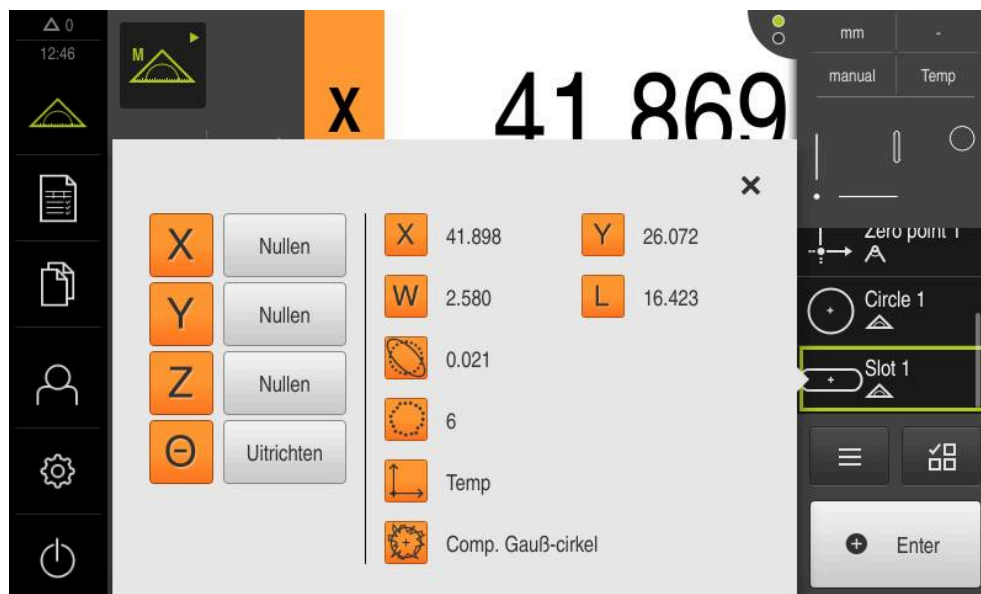 0
12:46
M
X
41.869
mm
-
manual
Temp
X
Nullen
X
41.898
Y
26.072
Y
Nullen
W
2.580
L
16.423
Z
Nullen
0.021
Θ
Uitrichten
6
Temp
Comp. Gauß-cirkel
Zero point 1
Circle 1
Slot 1
Enter